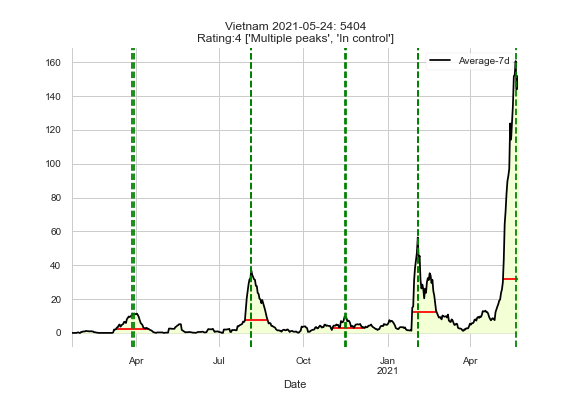 Vietnam 2021-05-24: 5404
Rating:4 ['Multiple peaks', 'In control']
Average-7d
160
140
120
100
80
60
40
20
0
Apr Jul Oct Jan Apr
2021
Date